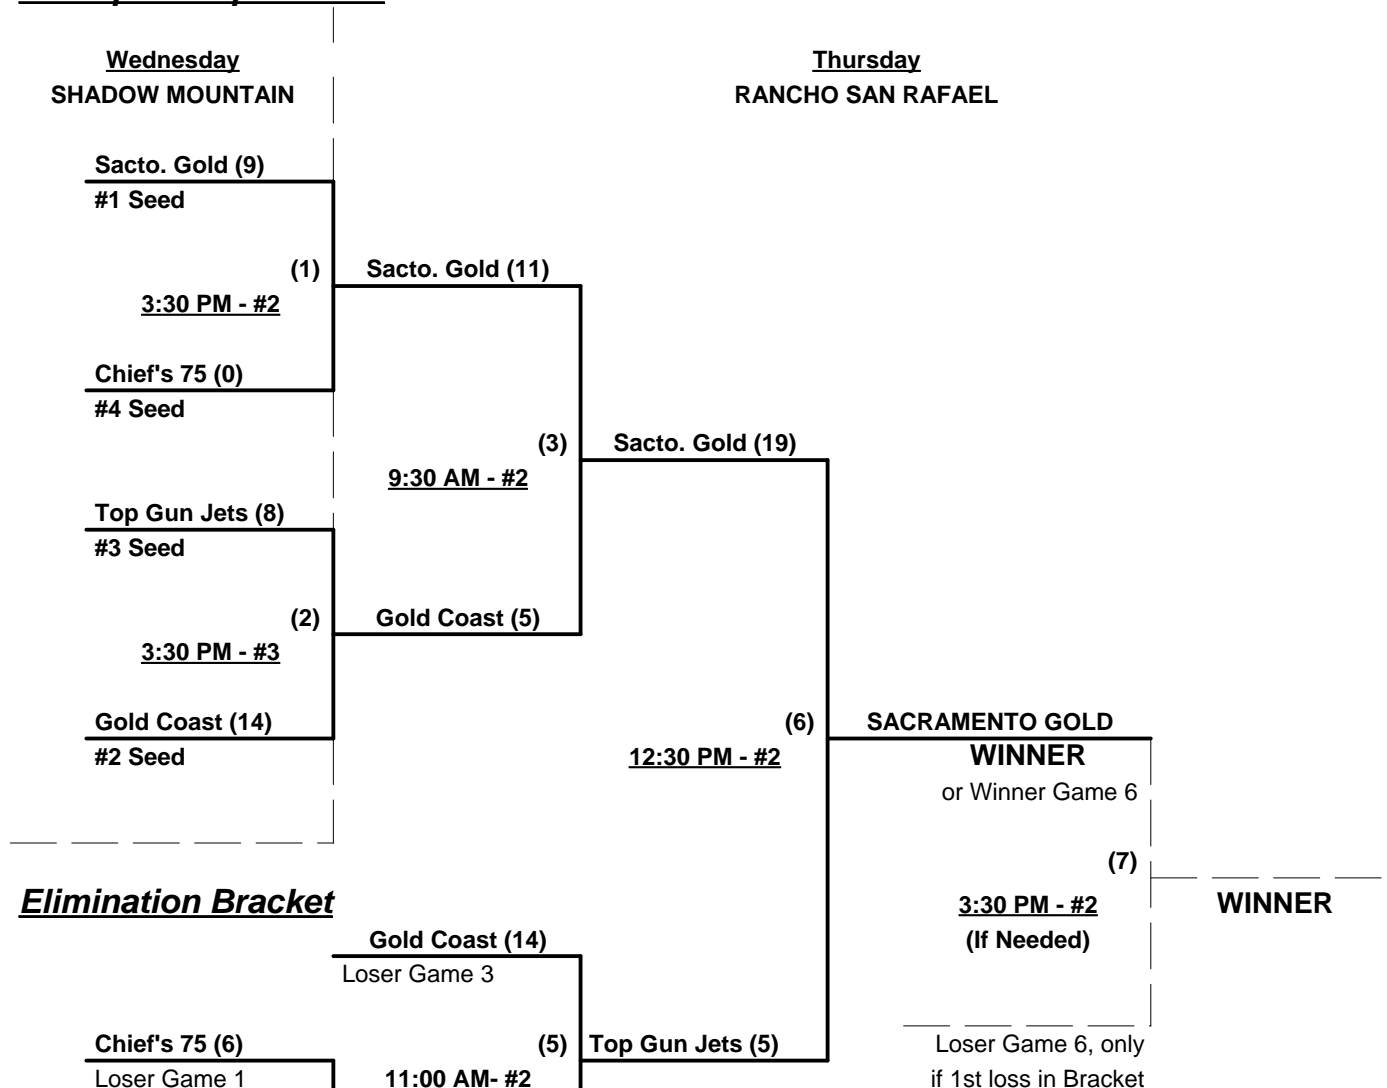 Wednesday
Thursday
SHADOW MOUNTAIN
RANCHO SAN RAFAEL
Sacto. Gold (9)
#1 Seed
(1)
Sacto. Gold (11)
3:30 PM - #2
Chief's 75 (0)
#4 Seed
(3)
Sacto. Gold (19)
9:30 AM - #2
Top Gun Jets (8)
#3 Seed
(2)
Gold Coast (5)
3:30 PM - #3
Gold Coast (14)
#2 Seed
(6)
SACRAMENTO GOLD
12:30 PM - #2
WINNER
or Winner Game 6
(7)
Elimination Bracket
3:30 PM - #2
WINNER
(If Needed)
Gold Coast (14)
Loser Game 3
Chief's 75 (6)
(5)
Top Gun Jets (5)
Loser Game 6, only
Loser Game 1
11:00 AM- #2
if 1st loss in Bracket